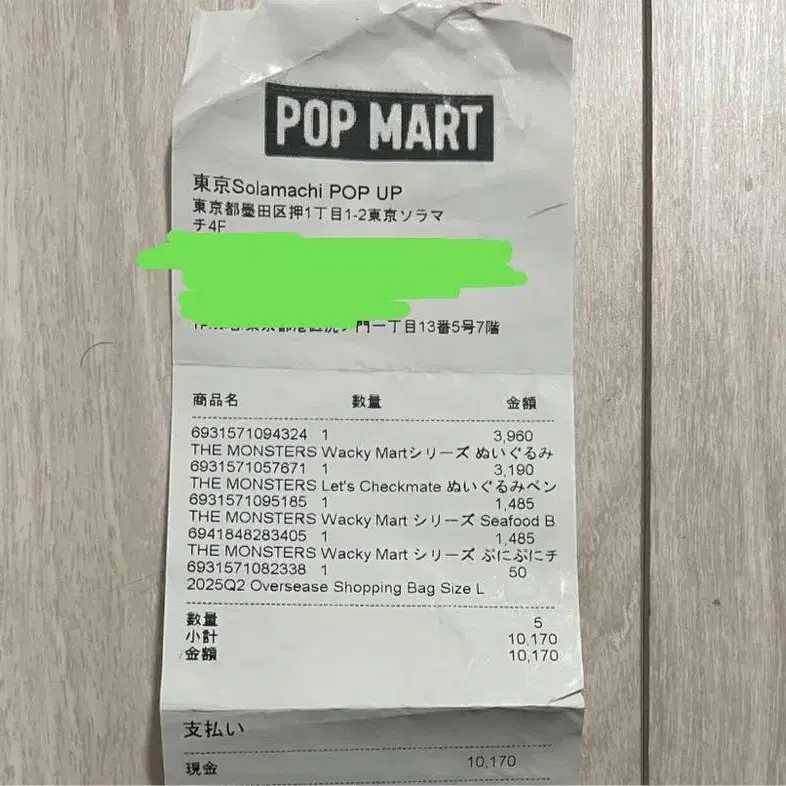 POP MART
東京Solamachi POP UP
東京都墨田区押1丁目1-2東京ソラマ
チ4F
門一丁目13番5号7階
商品名 数量 金額
6931571094324 1 3,960
THE MONSTERS Wacky Martシリーズ ぬいぐるみ
6931571057671 1 3,190
THE MONSTERS Let's Checkmate ぬいぐるみペン
6931571095185 1 1,485
THE MONSTERS Wacky Mart シリーズ Seafood B
6941848283405 1 1,485
THE MONSTERS Wacky Mart シリーズ ぷにぷにチ
6931571082338 1 50
2025Q2 Oversease Shopping Bag Size L
数量 5
小計 10,170
金額 10,170
支払い
現金 10,170